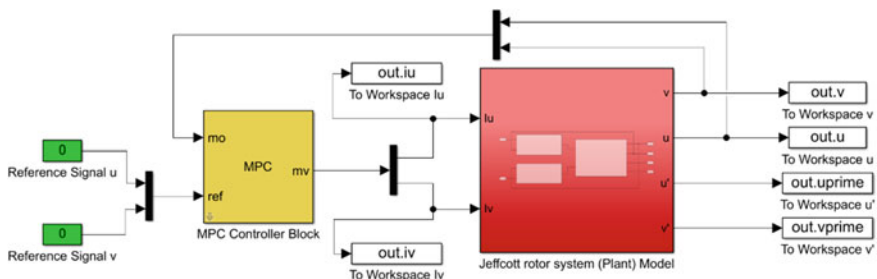 out.iu
To Workspace Iu
v
out.v
To Workspace v
0
Reference Signal u
mo
MPC
mv
ref
MPC Controller Block
Iu
u
out.u
To Workspace u
u'
out.uprime
To Workspace u'
0
Reference Signal v
Iv
v'
out.vprime
To Workspace v'
out.iv
To Workspace Iv
Jeffcott rotor system (Plant) Model